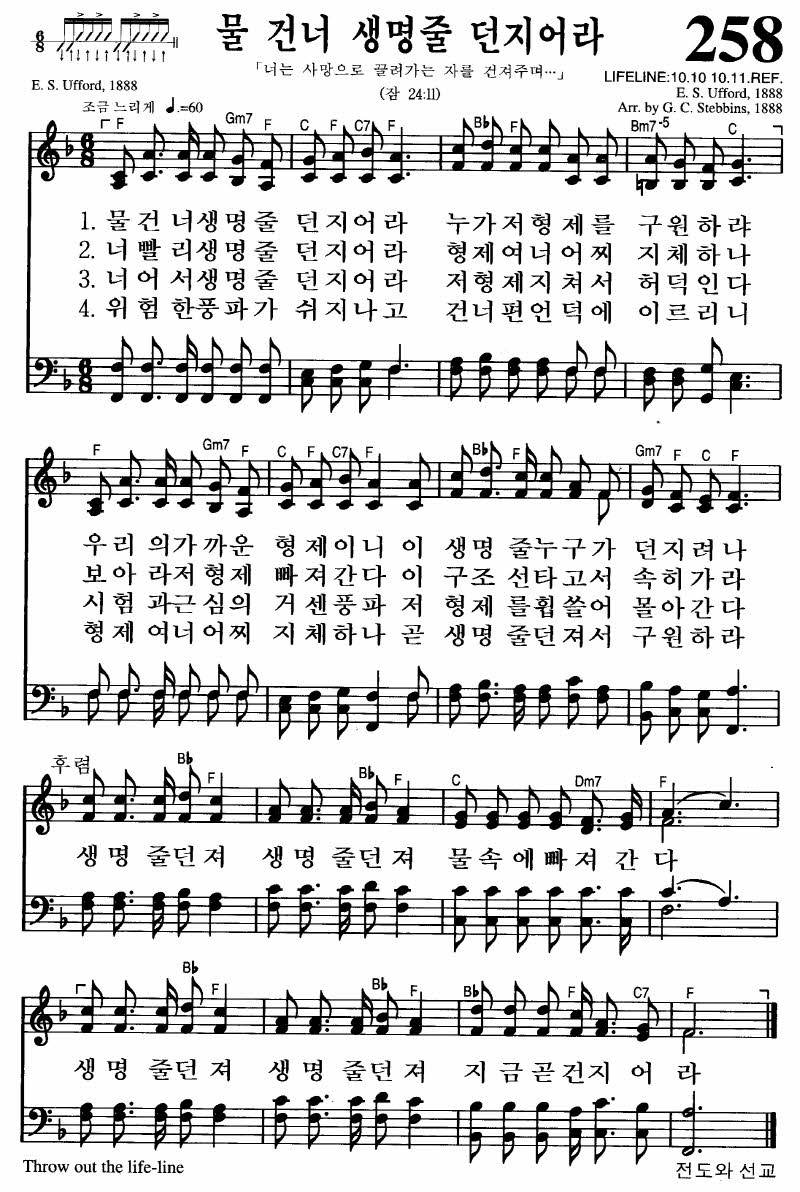 물 건너 생명줄 던지어라
258
「너는 사망으로 끌려가는 자를 건져주며…」
(잠 24:11)
LIFELINE:10.10 10.11.REF.
E. S. Ufford, 1888
E. S. Ufford, 1888
Arr. by G. C. Stebbins, 1888
조금 느리게 ♩.=60
F Gm7 F C F C7 F B♭ F Bm7-5 C
1. 물 건 너 생 명 줄 던 지 어 라 누 가 저 형 제 를 구 원 하 랴
2. 너 빨 리 생 명 줄 던 지 어 라 형 제 여 너 어 찌 지 체 하 나
3. 너 어 서 생 명 줄 던 지 어 라 저 형 제 지 쳐 서 허 덕 인 다
4. 위 험 한 풍 파 가 쉬 지 나 고 건 너 편 언 덕 에 이 르 리 니
F Gm7 F C F C7 F B♭ F Gm7 F C F
우 리 의 가 까 운 형 제 이 니 이 생 명 줄 누 구 가 던 지 려 나
보 아 라 저 형 제 빠 져 간 다 이 구 조 선 타 고 서 속 히 가 라
시 험 과 근 심 의 거 센 풍 파 저 형 제 를 휩 쓸 어 몰 아 간 다
형 제 여 너 어 찌 지 체 하 나 곧 생 명 줄 던 져 서 구 원 하 라
후렴
B♭ F B♭ F C Dm7 F
생 명 줄 던 져 생 명 줄 던 져 물 속 에 빠 져 간 다
F B♭ F B♭ F B♭ F C7 F
생 명 줄 던 져 생 명 줄 던 져 지 금 곧 건 지 어 라
Throw out the life-line
전도와 선교